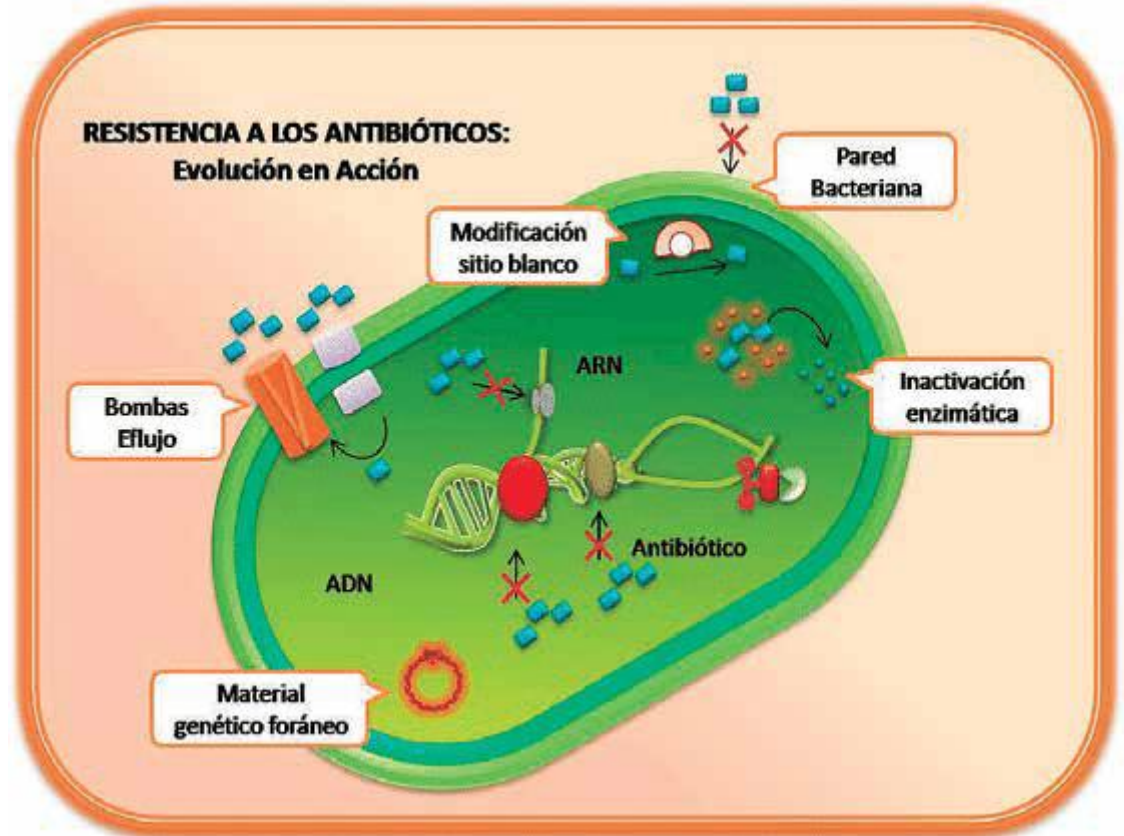 RESISTENCIA A LOS ANTIBIÓTICOS:
Evolución en Acción
Pared
Bacteriana
Modificación
sitio blanco
ARN
Inactivación
enzimática
Bombas
Eflujo
Antibiótico
ADN
Material
genético foráneo